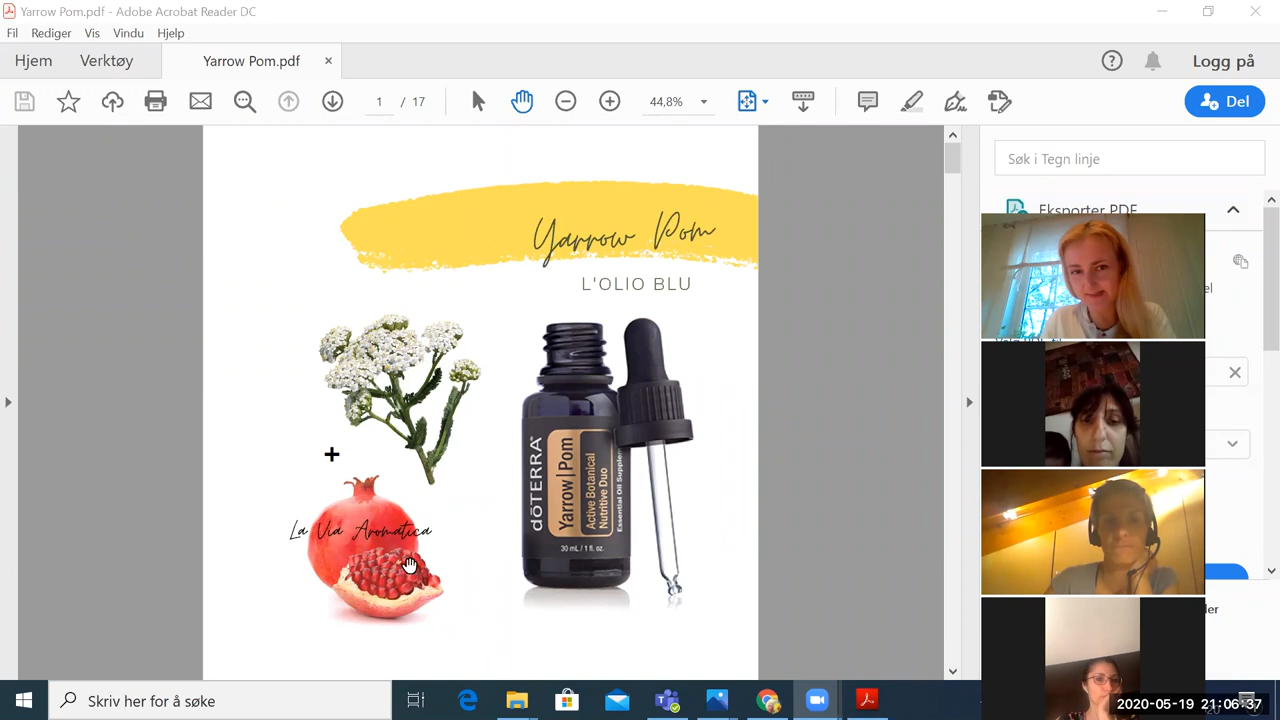 Yarrow Pom.pdf - Adobe Acrobat Reader DC
Fil Rediger Vis Vindu Hjelp
Hjem Verktøy Yarrow Pom.pdf × Logg på
1 / 17 44,8% Del
Søk i Tegn linje
Eksporter PDF
Yarrow Pom
L'OLIO BLU
+
La Via Aromatica
dōTERRA
Yarrow|Pom
Active Botanical
Nutritive Duo
Essential Oil Supplem
30 mL / 1 fl. oz.
Skriv her for å søke
2020-05-19 21:06:37